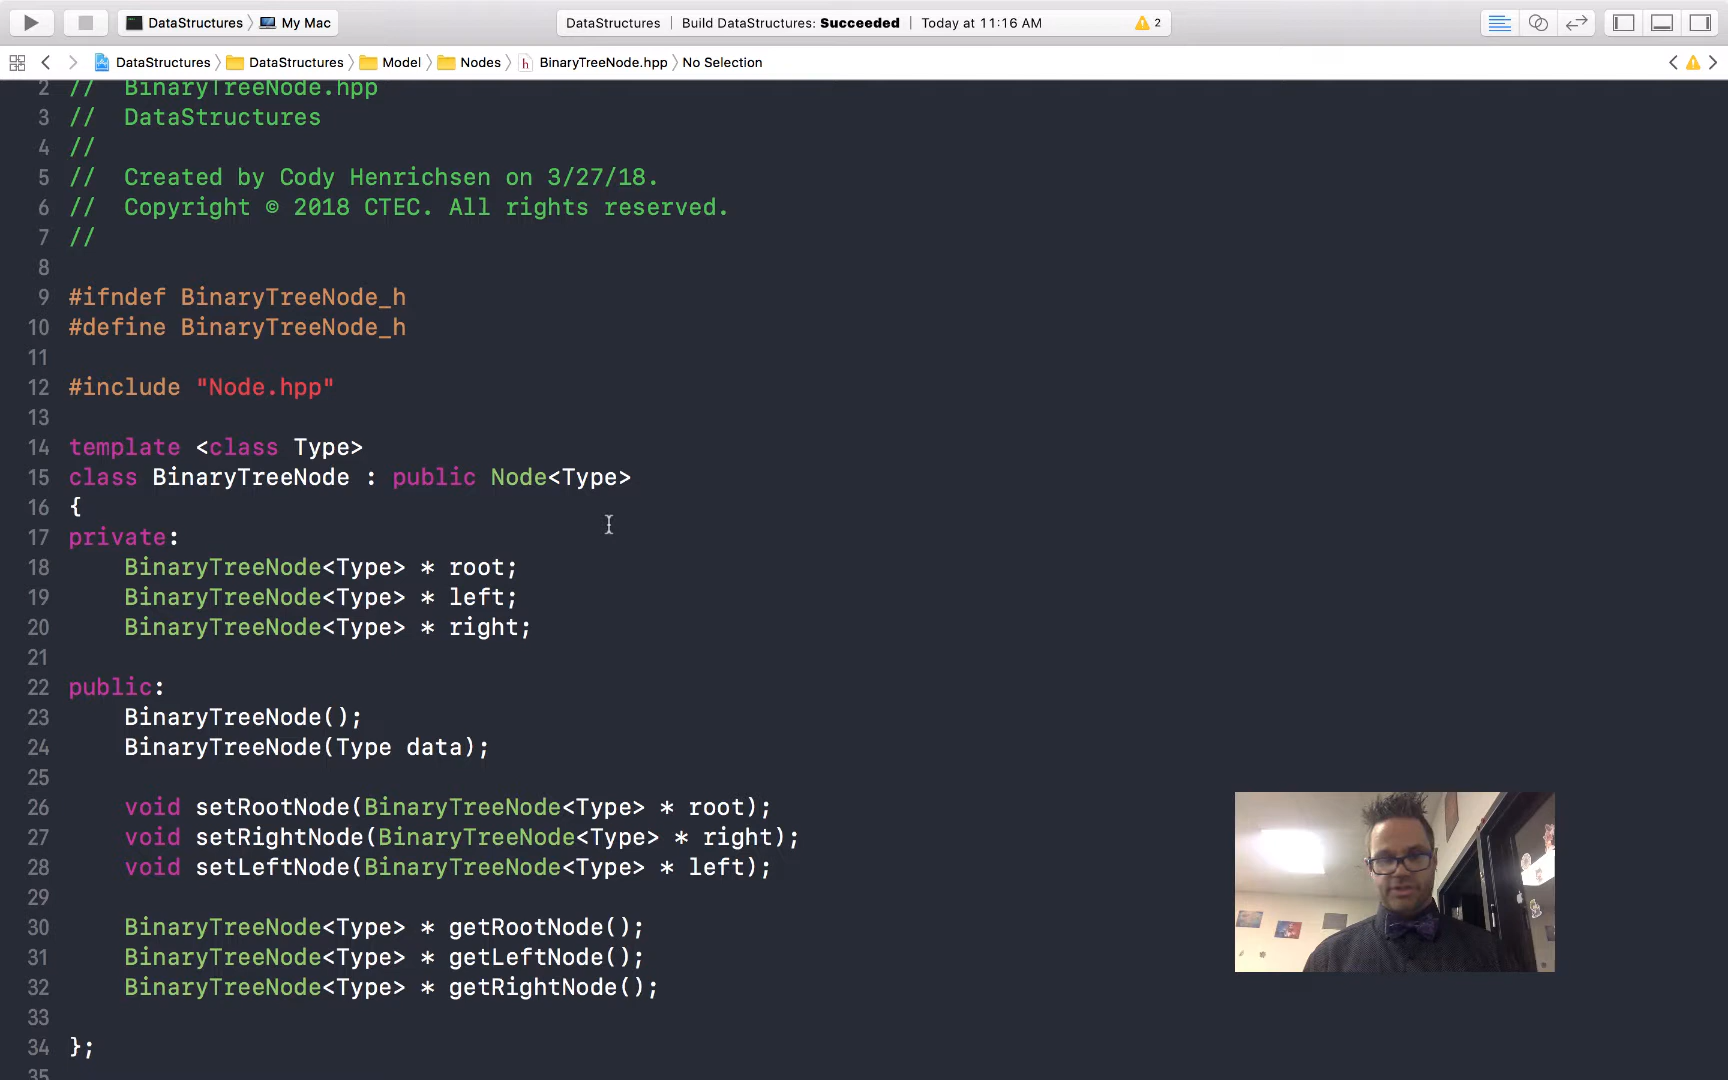 DataStructures My Mac
DataStructures Build DataStructures: Succeeded Today at 11:16 AM 2
DataStructures DataStructures Model Nodes h BinaryTreeNode.hpp No Selection
2 // BinaryTreeNode.hpp
3 // DataStructures
4 //
5 // Created by Cody Henrichsen on 3/27/18.
6 // Copyright © 2018 CTEC. All rights reserved.
7 //
8
9 #ifndef BinaryTreeNode_h
10 #define BinaryTreeNode_h
11
12 #include "Node.hpp"
13
14 template <class Type>
15 class BinaryTreeNode : public Node<Type>
16 {
17 private:
18 BinaryTreeNode<Type> * root;
19 BinaryTreeNode<Type> * left;
20 BinaryTreeNode<Type> * right;
21
22 public:
23 BinaryTreeNode();
24 BinaryTreeNode(Type data);
25
26 void setRootNode(BinaryTreeNode<Type> * root);
27 void setRightNode(BinaryTreeNode<Type> * right);
28 void setLeftNode(BinaryTreeNode<Type> * left);
29
30 BinaryTreeNode<Type> * getRootNode();
31 BinaryTreeNode<Type> * getLeftNode();
32 BinaryTreeNode<Type> * getRightNode();
33
34 };
35